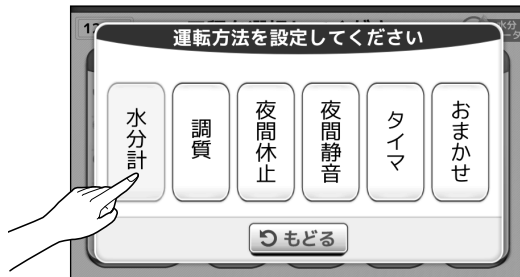 運転方法を設定してください
水分計
調質
夜間休止
夜間静音
タイマ
おまかせ
もどる